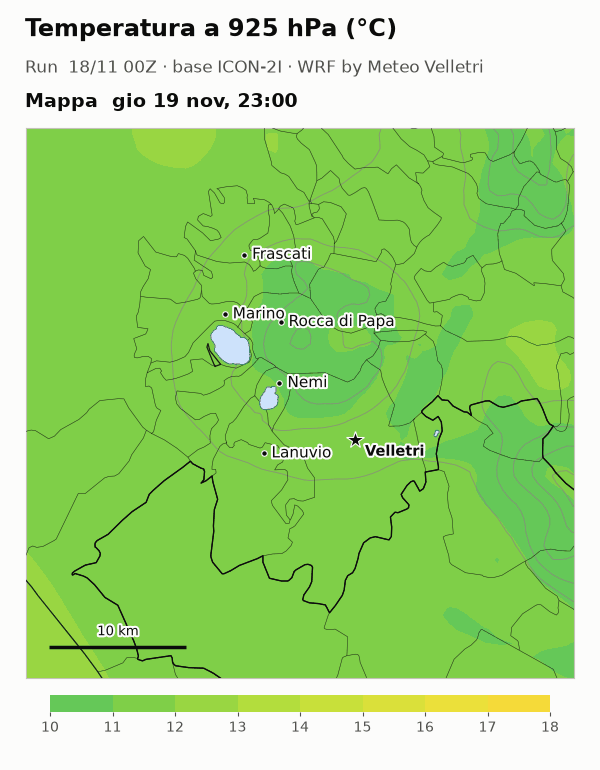 Temperatura a 925 hPa (°C)
Run  18/11 00Z · base ICON-2I · WRF by Meteo Velletri
Mappa  gio 19 nov, 23:00
Frascati
Marino
Rocca di Papa
Nemi
Velletri
Lanuvio
10 km
10 11 12 13 14 15 16 17 18